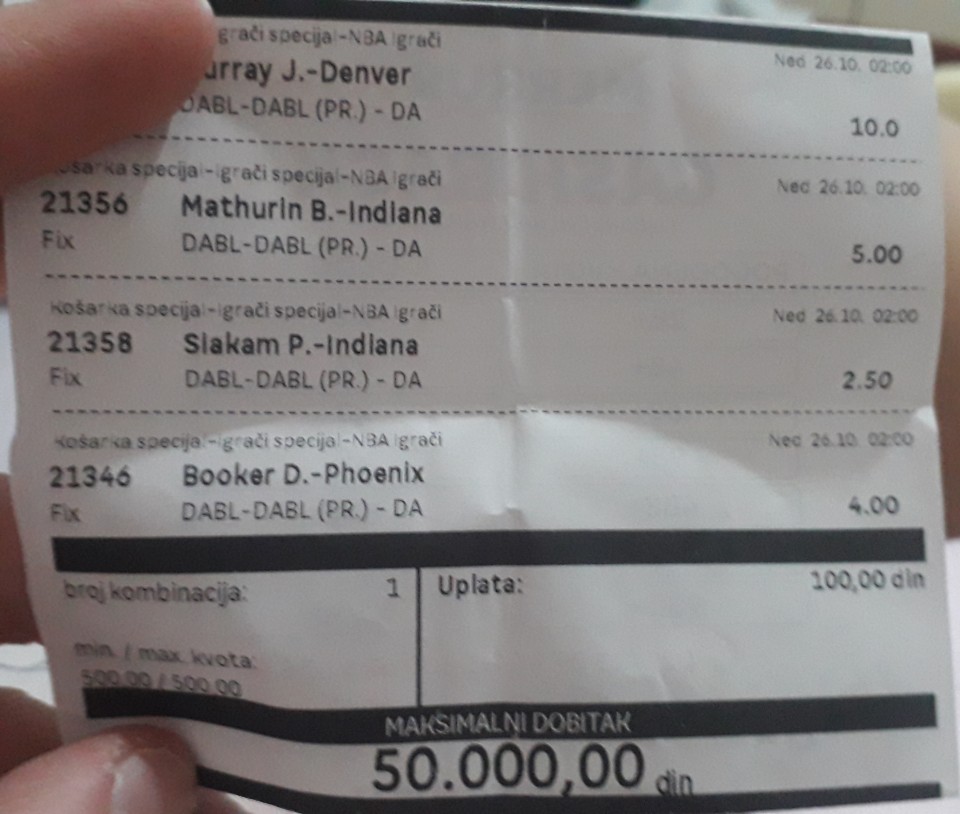 grači specijal-NBA Igrači
Ned 26.10. 02:00
urray J.-Denver
DABL-DABL (PR.) - DA
10.0
košarka specijal-igrači specijal-NBA Igrači
Ned 26.10. 02:00
21356 Mathurin B.-Indiana
Fix DABL-DABL (PR.) - DA
5.00
Košarka specijal-igrači specijal-NBA Igrači
Ned 26.10. 02:00
21358 Siakam P.-Indiana
Fix DABL-DABL (PR.) - DA
2.50
Košarka specijal-igrači specijal-NBA Igrači
Ned 26.10. 02:00
21346 Booker D.-Phoenix
Fix DABL-DABL (PR.) - DA
4.00
broj kombinacija: 1
Uplata: 100,00 din
min. / max. kvota:
500.00 / 500.00
MAKSIMALNI DOBITAK
50.000,00 din